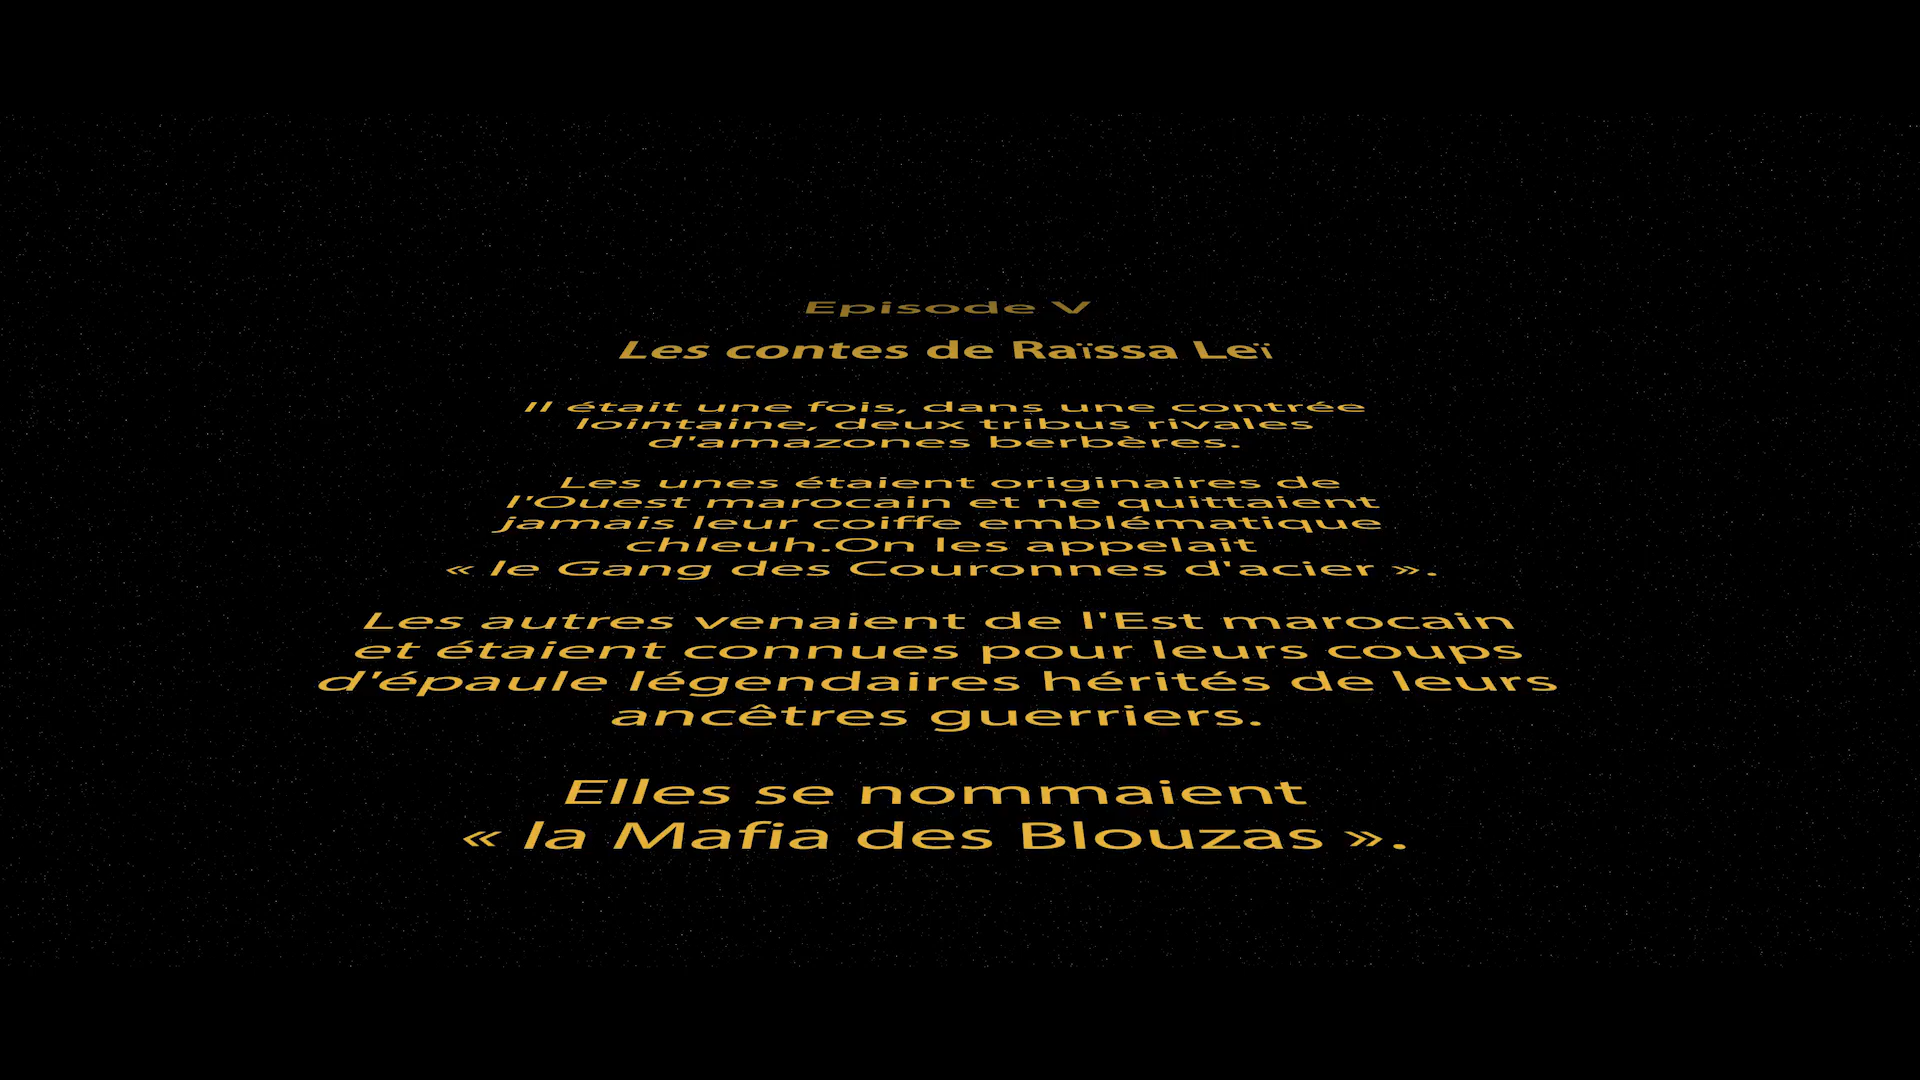 Episode V
Les contes de Raïssa Leï
Il était une fois, dans une contrée
lointaine, deux tribus rivales
d'amazones berbères.
Les unes étaient originaires de
l'Ouest marocain et ne quittaient
jamais leur coiffe emblématique
chleuh.On les appelait
« le Gang des Couronnes d'acier ».
Les autres venaient de l'Est marocain
et étaient connues pour leurs coups
d'épaule légendaires hérités de leurs
ancêtres guerriers.
Elles se nommaient
« la Mafia des Blouzas ».